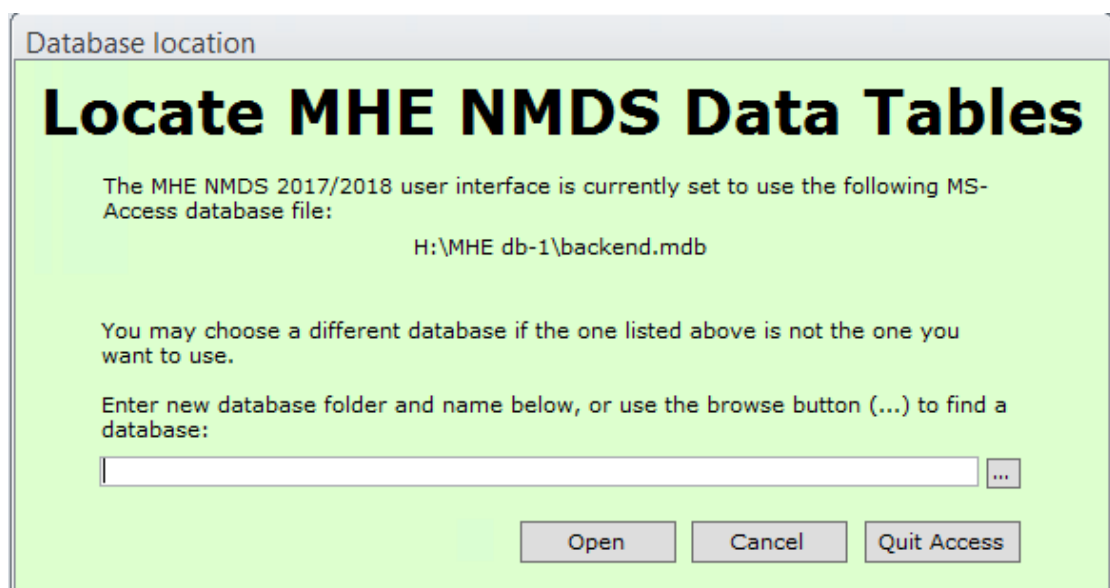 Database location
Locate MHE NMDS Data Tables
The MHE NMDS 2017/2018 user interface is currently set to use the following MS-
Access database file:
H:\MHE db-1\backend.mdb
You may choose a different database if the one listed above is not the one you
want to use.
Enter new database folder and name below, or use the browse button (...) to find a
database:
...
Open Cancel Quit Access